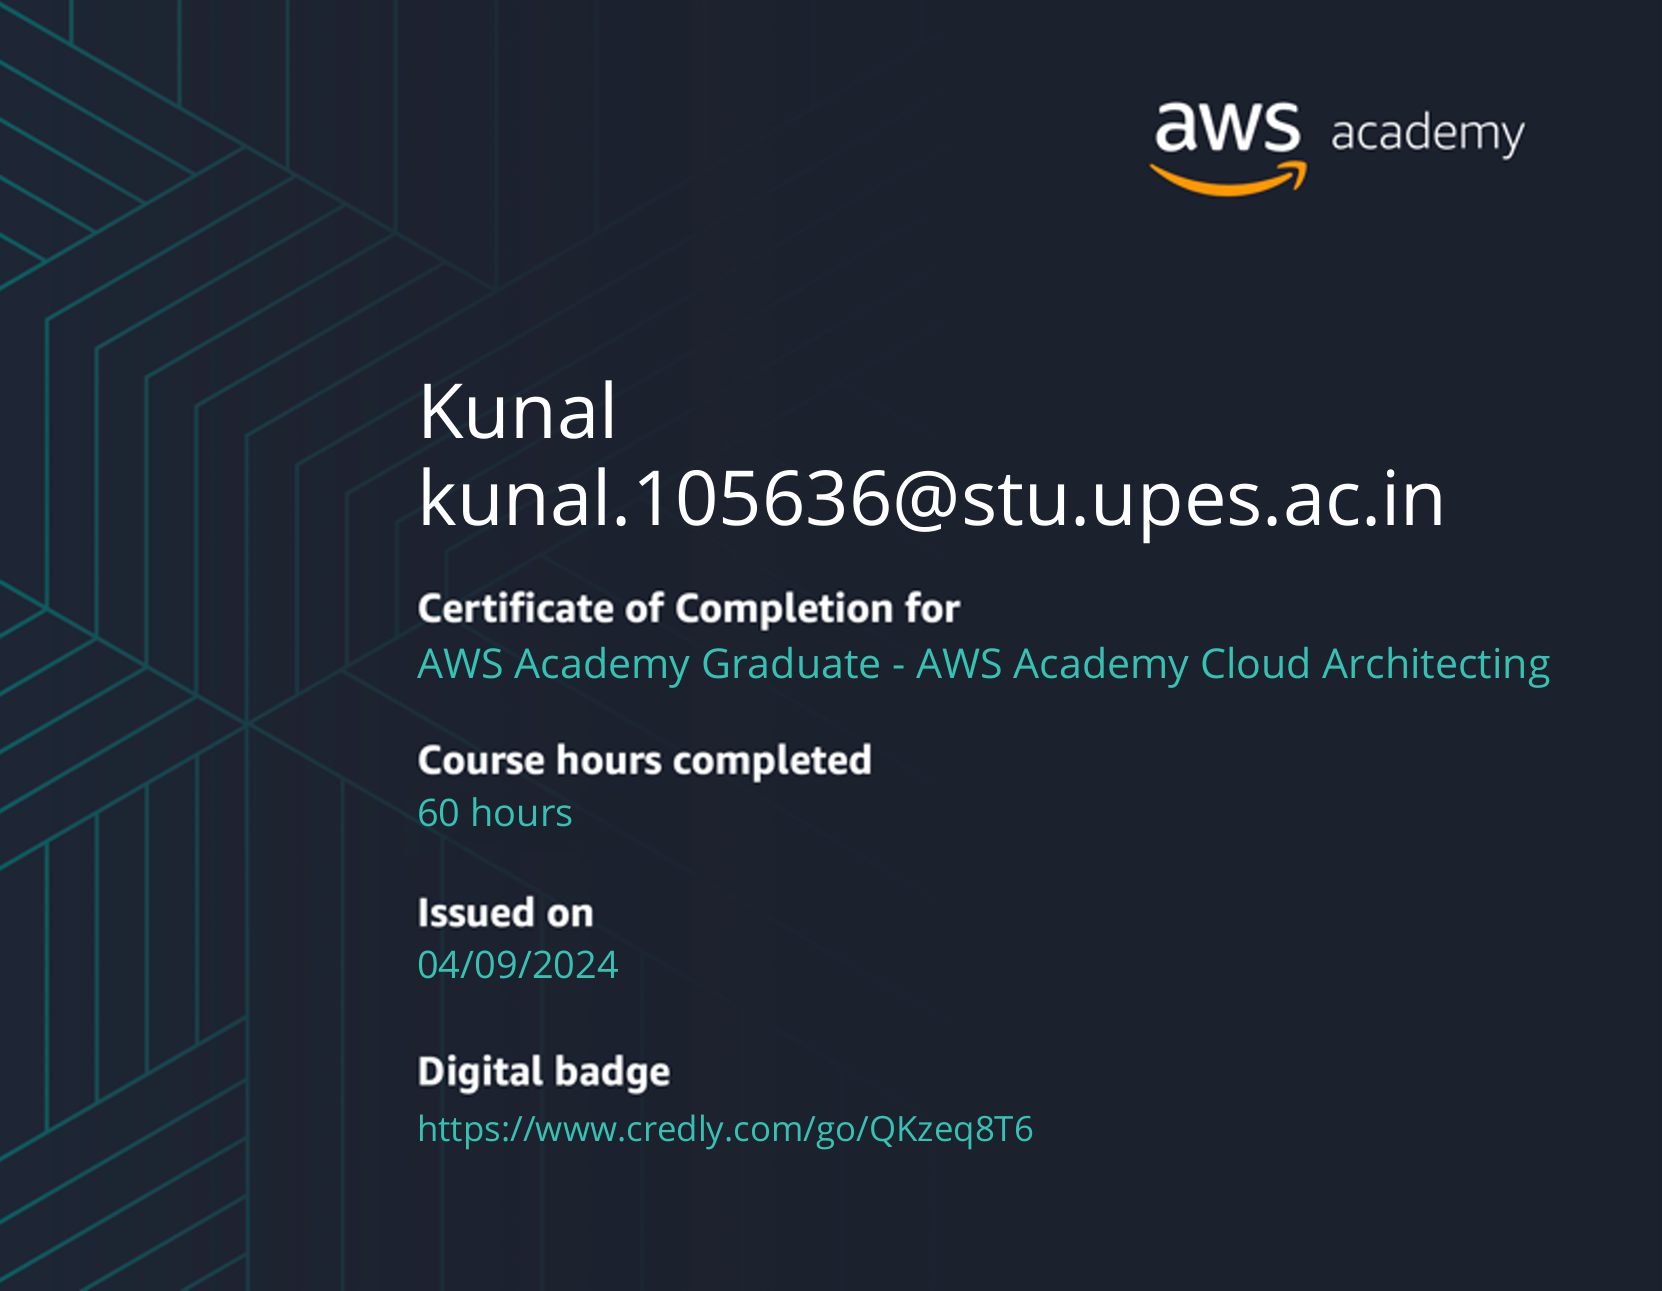 aws academy
Kunal
kunal.105636@stu.upes.ac.in
Certificate of Completion for
AWS Academy Graduate - AWS Academy Cloud Architecting
Course hours completed
60 hours
Issued on
04/09/2024
Digital badge
https://www.credly.com/go/QKzeq8T6